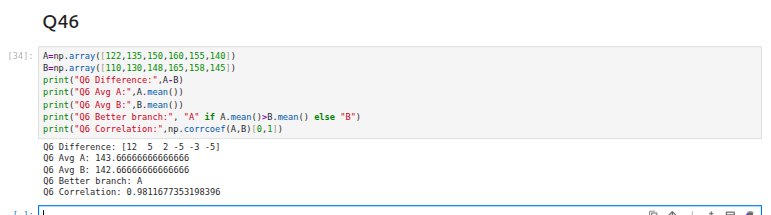 Q46
[34]:
A=np.array([122,135,150,160,155,140])
B=np.array([110,130,148,165,158,145])
print("Q6 Difference:",A-B)
print("Q6 Avg A:",A.mean())
print("Q6 Avg B:",B.mean())
print("Q6 Better branch:", "A" if A.mean()>B.mean() else "B")
print("Q6 Correlation:",np.corrcoef(A,B)[0,1])
Q6 Difference: [12  5  2 -5 -3 -5]
Q6 Avg A: 143.66666666666666
Q6 Avg B: 142.66666666666666
Q6 Better branch: A
Q6 Correlation: 0.9811677353198396
[ ]: